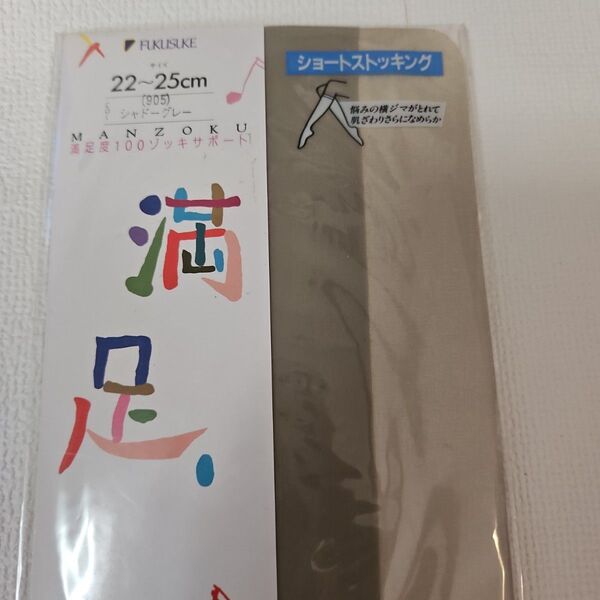 FUKUSUKE
サイズ
22〜25cm
(905)
シャドーグレー
MANZOKU
満足度100ゾッキサポート
満足。
ショートストッキング
悩みの横ジマがとれて
肌ざわりさらになめらか